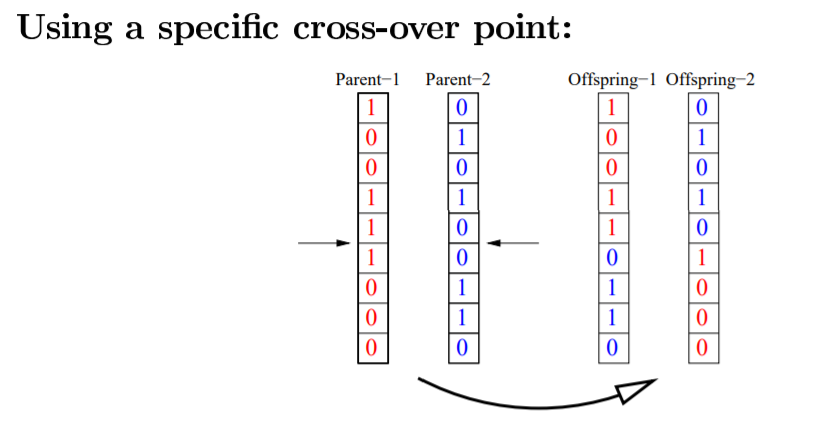 Using a specific cross-over point:
Parent−1 Parent−2 Offspring−1 Offspring−2
1 0 1 0
0 1 0 1
0 0 0 0
1 1 1 1
1 0 1 0
1 0 0 1
0 1 1 0
0 1 1 0
0 0 0 0